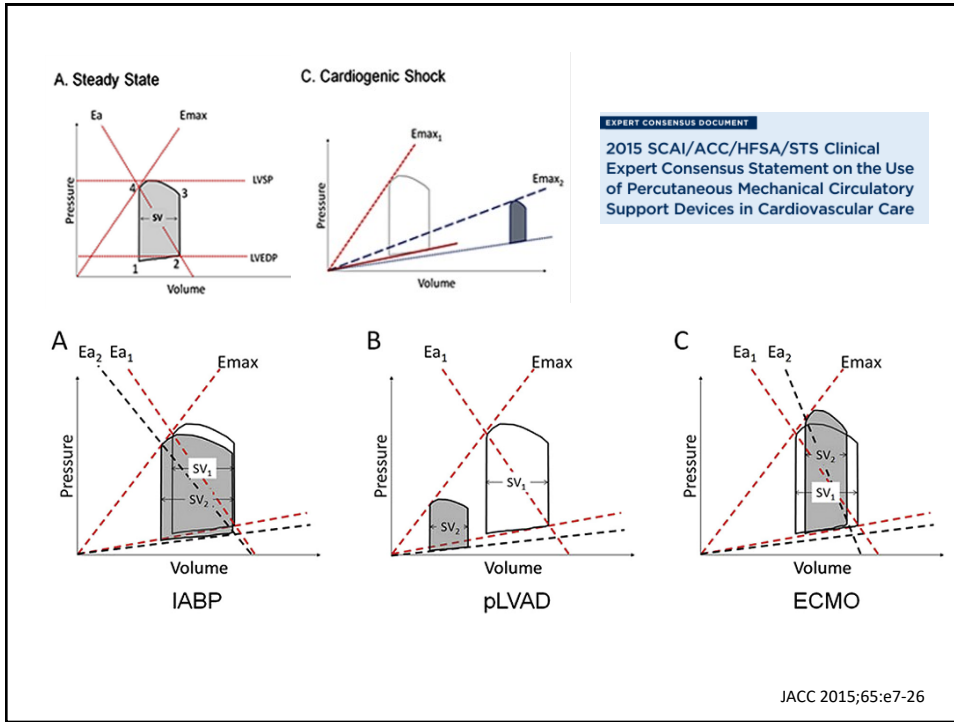 A. Steady State
Ea
Emax
LVSP
4
3
SV
LVEDP
1
2
Pressure
Volume
C. Cardiogenic Shock
Emax1
Emax2
Pressure
Volume
EXPERT CONSENSUS DOCUMENT
2015 SCAI/ACC/HFSA/STS Clinical
Expert Consensus Statement on the Use
of Percutaneous Mechanical Circulatory
Support Devices in Cardiovascular Care
A
Ea2 Ea1
Emax
SV1
SV2
Pressure
Volume
IABP
B
Ea1
Emax
SV1
SV2
Pressure
Volume
pLVAD
C
Ea1 Ea2
Emax
SV2
SV1
Pressure
Volume
ECMO
JACC 2015;65:e7-26